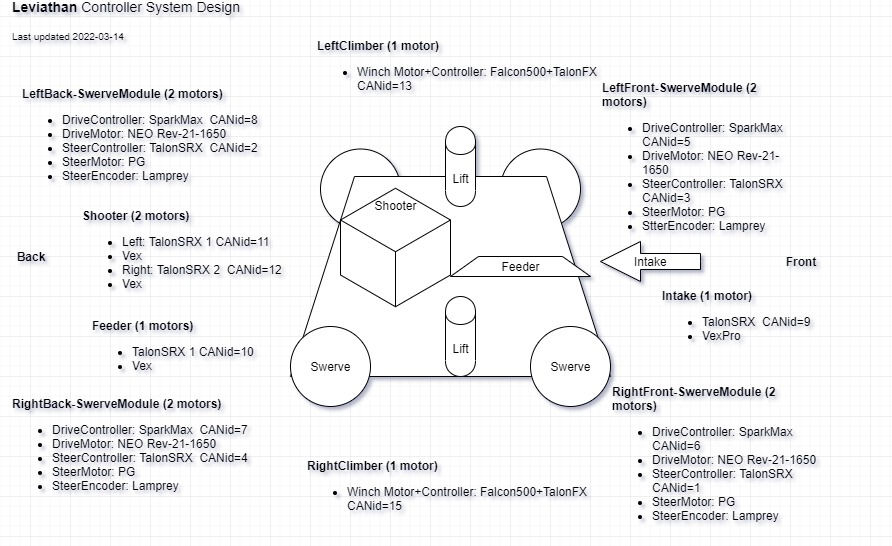 Leviathan Controller System Design
Last updated 2022-03-14
LeftClimber (1 motor)
Winch Motor+Controller: Falcon500+TalonFX
CANid=13
LeftBack-SwerveModule (2 motors)
DriveController: SparkMax CANid=8
DriveMotor: NEO Rev-21-1650
SteerController: TalonSRX CANid=2
SteerMotor: PG
SteerEncoder: Lamprey
LeftFront-SwerveModule (2
motors)
DriveController: SparkMax
CANid=5
DriveMotor: NEO Rev-21-
1650
SteerController: TalonSRX
CANid=3
SteerMotor: PG
StterEncoder: Lamprey
Shooter (2 motors)
Left: TalonSRX 1 CANid=11
Vex
Right: TalonSRX 2 CANid=12
Vex
Lift
Shooter
Back
Feeder
Intake
Front
Intake (1 motor)
TalonSRX CANid=9
VexPro
Feeder (1 motors)
TalonSRX 1 CANid=10
Vex
Lift
Swerve
Swerve
RightBack-SwerveModule (2 motors)
DriveController: SparkMax CANid=7
DriveMotor: NEO Rev-21-1650
SteerController: TalonSRX CANid=4
SteerMotor: PG
SteerEncoder: Lamprey
RightClimber (1 motor)
Winch Motor+Controller: Falcon500+TalonFX
CANid=15
RightFront-SwerveModule (2
motors)
DriveController: SparkMax
CANid=6
DriveMotor: NEO Rev-21-1650
SteerController: TalonSRX
CANid=1
SteerMotor: PG
SteerEncoder: Lamprey